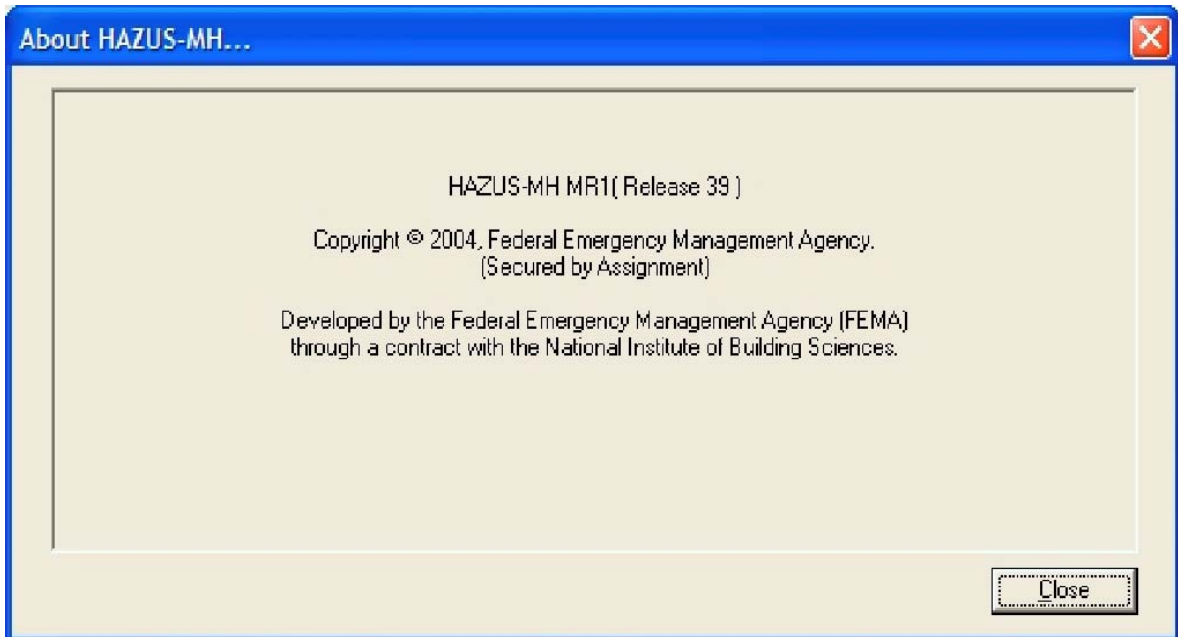 About HAZUS-MH...
HAZUS-MH MR1( Release 39 )
Copyright © 2004, Federal Emergency Management Agency.
(Secured by Assignment)
Developed by the Federal Emergency Management Agency (FEMA)
through a contract with the National Institute of Building Sciences.
Close